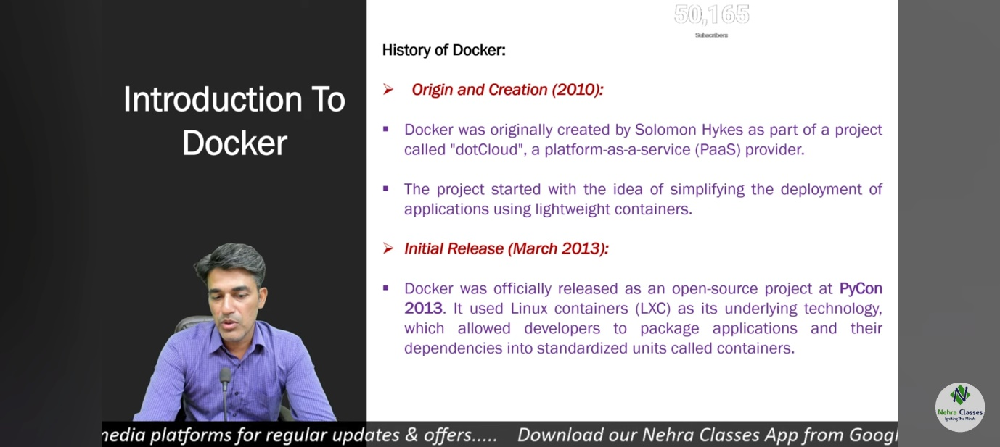 50,165
Subscribers
Introduction To
Docker
History of Docker:
Origin and Creation (2010):
Docker was originally created by Solomon Hykes as part of a project
called "dotCloud", a platform-as-a-service (PaaS) provider.
The project started with the idea of simplifying the deployment of
applications using lightweight containers.
Initial Release (March 2013):
Docker was officially released as an open-source project at PyCon
2013. It used Linux containers (LXC) as its underlying technology,
which allowed developers to package applications and their
dependencies into standardized units called containers.
N
Nehra Classes
Igniting The Minds
media platforms for regular updates & offers..... Download our Nehra Classes App from Googl